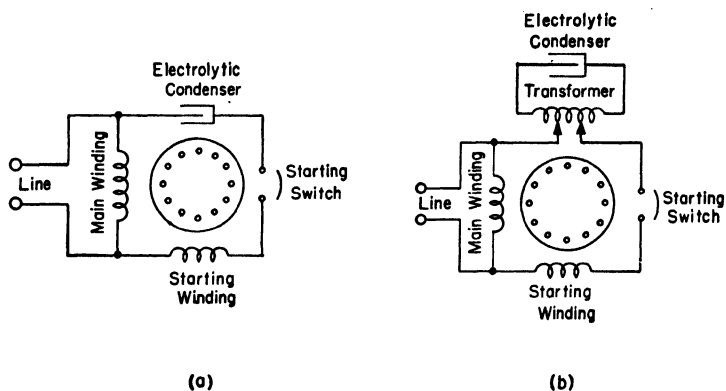 Electrolytic
Condenser
Line
Main Winding
Starting
Switch
Starting
Winding
(a)
Electrolytic
Condenser
Transformer
Line
Main Winding
Starting
Switch
Starting
Winding
(b)